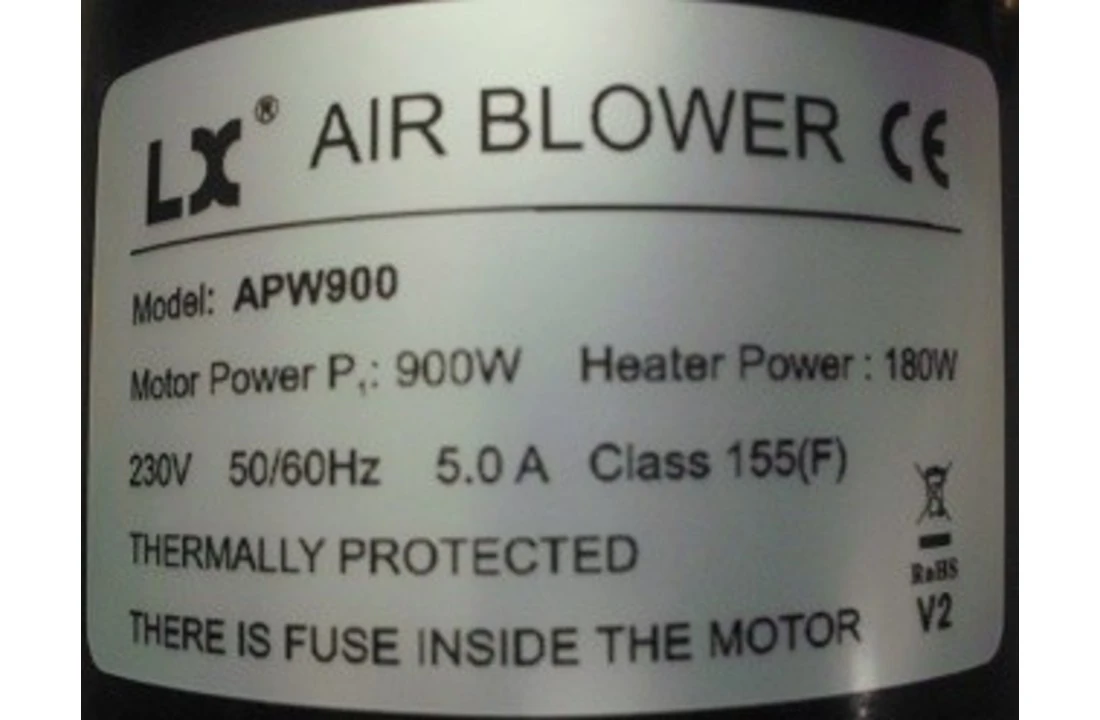 LX® AIR BLOWER CE
Model: APW900
Motor Power P₁: 900W Heater Power : 180W
230V 50/60Hz 5.0 A Class 155(F)
THERMALLY PROTECTED
RoHS
THERE IS FUSE INSIDE THE MOTOR V2